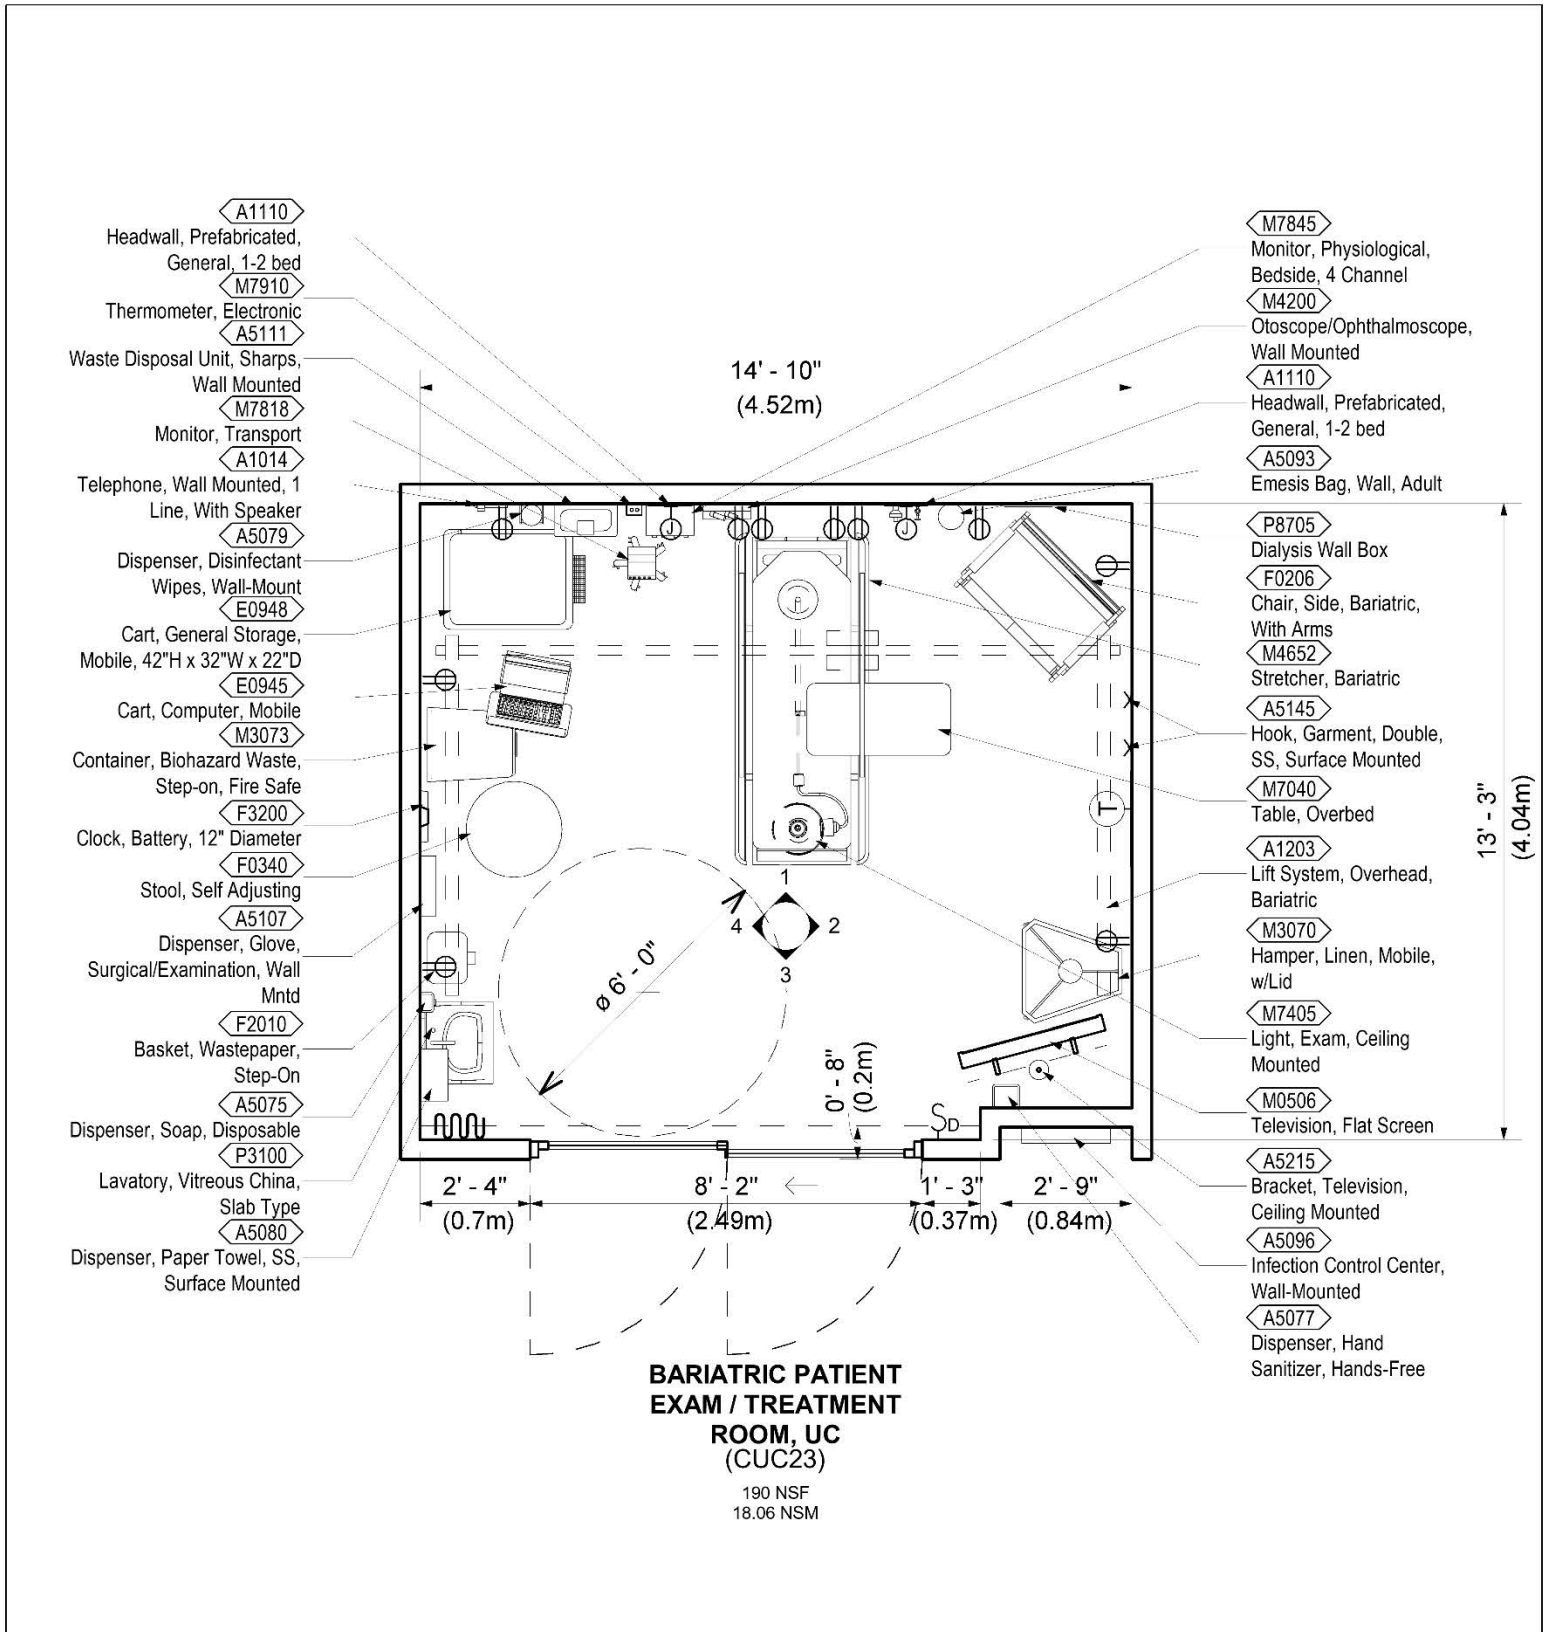 A1110
Headwall, Prefabricated,
General, 1-2 bed
M7910
Thermometer, Electronic
A5111
Waste Disposal Unit, Sharps,
Wall Mounted
M7818
Monitor, Transport
A1014
Telephone, Wall Mounted, 1
Line, With Speaker
A5079
Dispenser, Disinfectant
Wipes, Wall-Mount
E0948
Cart, General Storage,
Mobile, 42"H x 32"W x 22"D
E0945
Cart, Computer, Mobile
M3073
Container, Biohazard Waste,
Step-on, Fire Safe
F3200
Clock, Battery, 12" Diameter
F0340
Stool, Self Adjusting
A5107
Dispenser, Glove,
Surgical/Examination, Wall
Mntd
F2010
Basket, Wastepaper,
Step-On
A5075
Dispenser, Soap, Disposable
P3100
Lavatory, Vitreous China,
Slab Type
A5080
Dispenser, Paper Towel, SS,
Surface Mounted
14' - 10"
(4.52m)
J
J
T
1
4 2
3
ø 6' - 0"
0' - 8"
(0.2m)
SD
2' - 4"
(0.7m)
8' - 2"
(2.49m)
1' - 3"
(0.37m)
2' - 9"
(0.84m)
13' - 3"
(4.04m)
M7845
Monitor, Physiological,
Bedside, 4 Channel
M4200
Otoscope/Ophthalmoscope,
Wall Mounted
A1110
Headwall, Prefabricated,
General, 1-2 bed
A5093
Emesis Bag, Wall, Adult
P8705
Dialysis Wall Box
F0206
Chair, Side, Bariatric,
With Arms
M4652
Stretcher, Bariatric
A5145
Hook, Garment, Double,
SS, Surface Mounted
M7040
Table, Overbed
A1203
Lift System, Overhead,
Bariatric
M3070
Hamper, Linen, Mobile,
w/Lid
M7405
Light, Exam, Ceiling
Mounted
M0506
Television, Flat Screen
A5215
Bracket, Television,
Ceiling Mounted
A5096
Infection Control Center,
Wall-Mounted
A5077
Dispenser, Hand
Sanitizer, Hands-Free
BARIATRIC PATIENT
EXAM / TREATMENT
ROOM, UC
(CUC23)
190 NSF
18.06 NSM